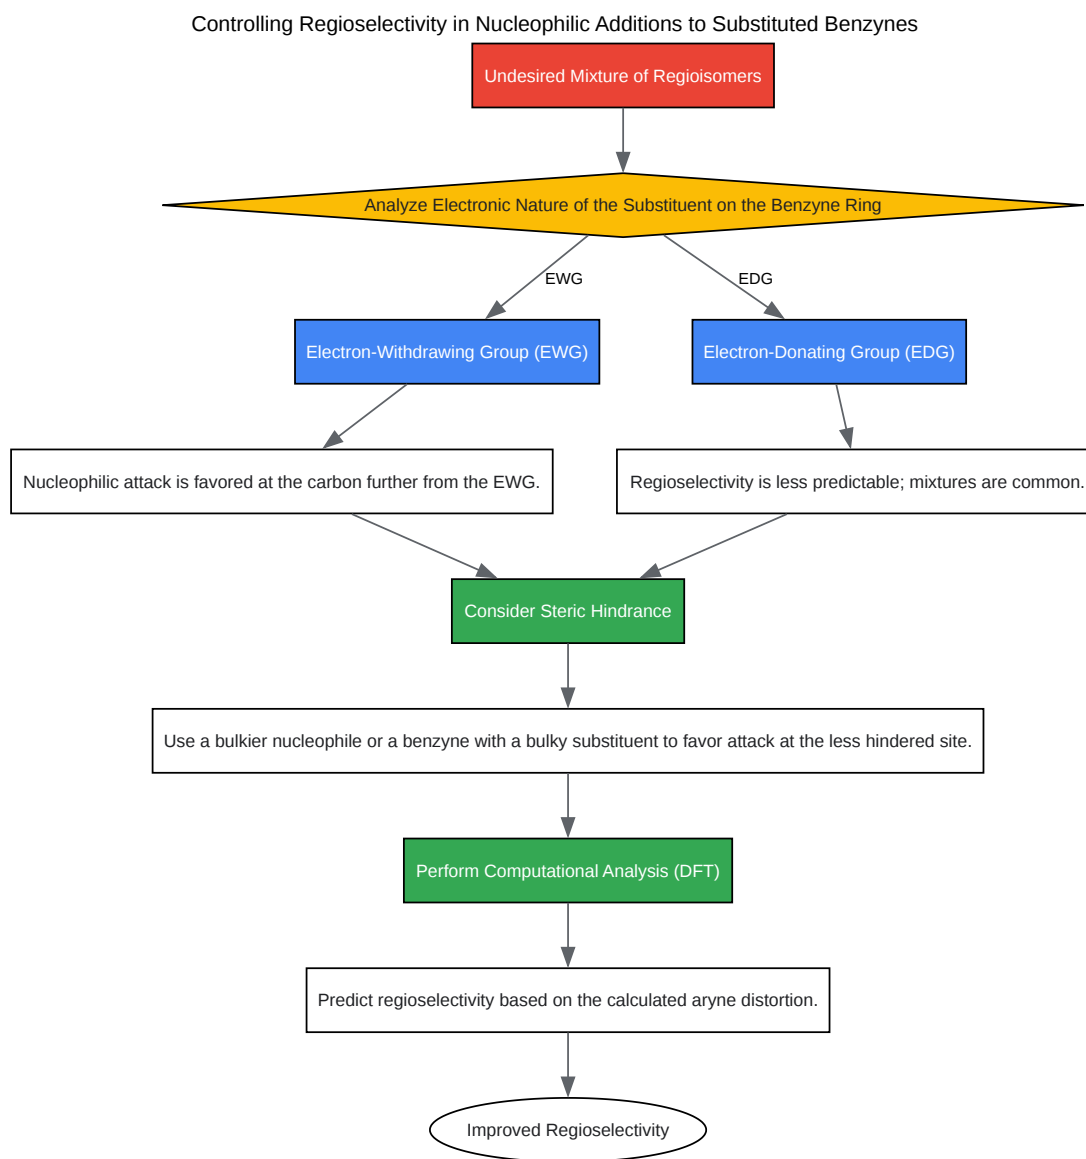 Controlling Regioselectivity in Nucleophilic Additions to Substituted Benzynes
Undesired Mixture of Regioisomers
Analyze Electronic Nature of the Substituent on the Benzyne Ring
EWG
EDG
Electron-Withdrawing Group (EWG)
Electron-Donating Group (EDG)
Nucleophilic attack is favored at the carbon further from the EWG.
Regioselectivity is less predictable; mixtures are common.
Consider Steric Hindrance
Use a bulkier nucleophile or a benzyne with a bulky substituent to favor attack at the less hindered site.
Perform Computational Analysis (DFT)
Predict regioselectivity based on the calculated aryne distortion.
Improved Regioselectivity